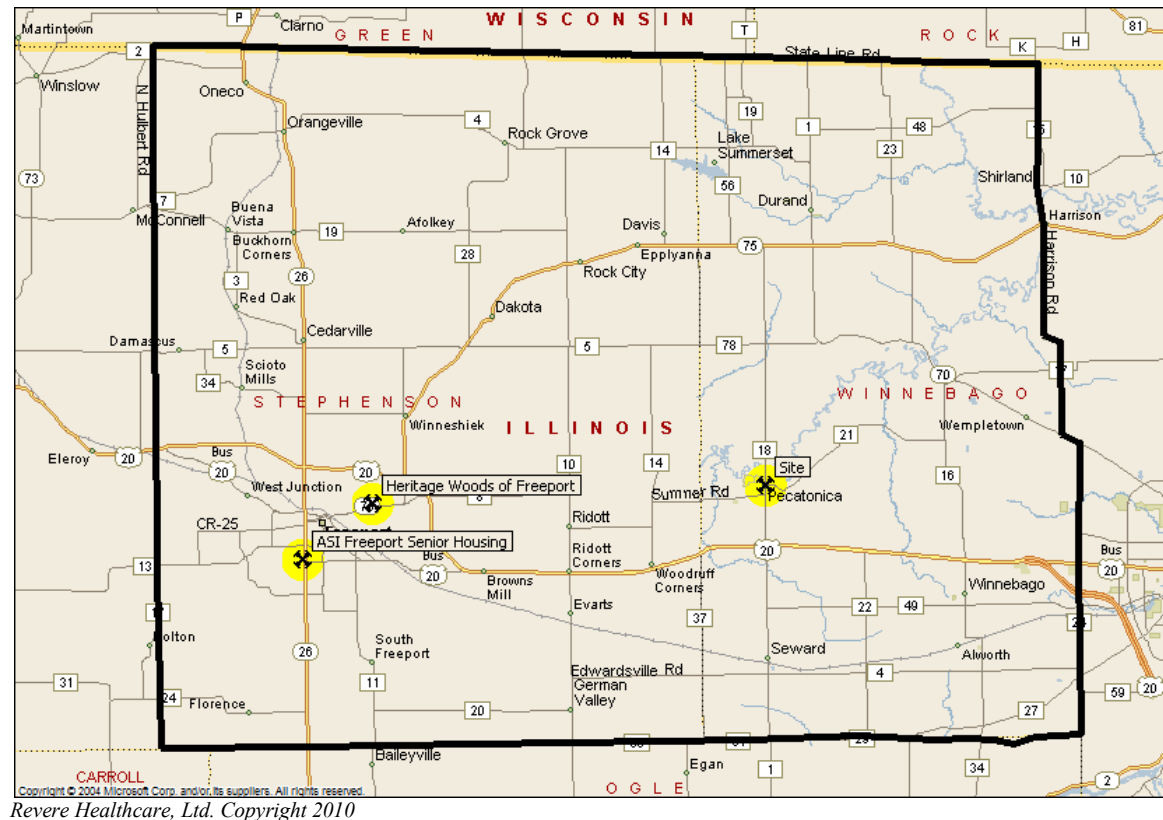 WISCONSIN
Martintown
P
Clarno
GREEN
T
ROCK
81
2
State Line Rd
K
H
Winslow
Oneco
N Hulbert Rd
Orangeville
4
Rock Grove
19
Lake
Summerset
1
48
14
23
73
56
Shirland
10
7
McConnell
Buena
Vista
Durand
Harrison
Buckhorn
Corners
19
Afolkey
Davis
Epplyanna
75
28
Rock City
Harrison Rd
26
3
Red Oak
Dakota
Cedarville
Damascus
5
5
78
34
Scioto
Mills
70
STEPHENSON
WINNEBAGO
Winneshiek
ILLINOIS
Wempletown
Eleroy
20
Bus
20
20
10
14
18
21
Site
16
West Junction
Heritage Woods of Freeport
8
Summer Rd
Pecatonica
CR-25
Ridott
ASI Freeport Senior Housing
20
Bus
20
Bus
20
13
Browns
Mill
Ridott
Corners
Woodruff
Corners
Winnebago
Evarts
22
49
37
Bolton
South
Freeport
26
Seward
Alworth
31
24
11
Edwardsville Rd
4
20
59
German
Valley
Florence
20
27
Baileyville
Egan
1
34
2
CARROLL
OGLE
Copyright © 2004 Microsoft Corp. and/or its suppliers. All rights reserved.
Revere Healthcare, Ltd. Copyright 2010